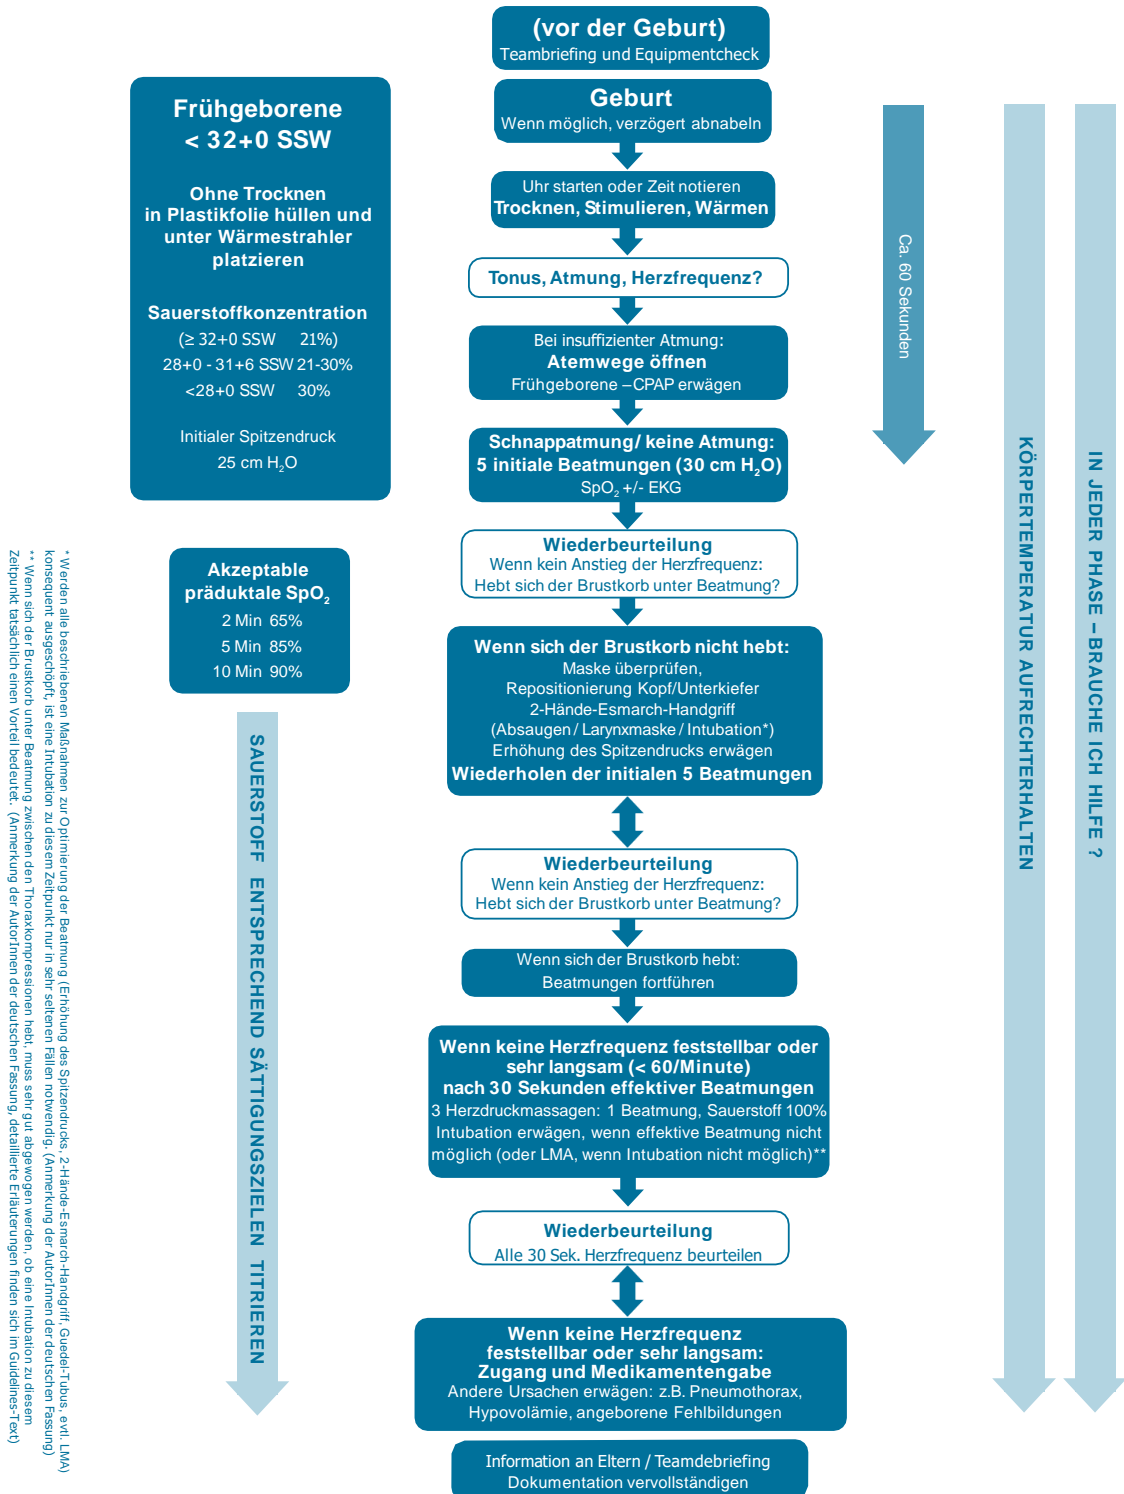 (vor der Geburt)
Teambriefing und Equipmentcheck
Geburt
Wenn möglich, verzögert abnabeln
Uhr starten oder Zeit notieren
Trocknen, Stimulieren, Wärmen
Tonus, Atmung, Herzfrequenz?
Bei insuffizienter Atmung:
Atemwege öffnen
Frühgeborene – CPAP erwägen
Schnappatmung/ keine Atmung:
5 initiale Beatmungen (30 cm H₂O)
SpO₂ +/- EKG
Wiederbeurteilung
Wenn kein Anstieg der Herzfrequenz:
Hebt sich der Brustkorb unter Beatmung?
Wenn sich der Brustkorb nicht hebt:
Maske überprüfen,
Repositionierung Kopf/Unterkiefer
2-Hände-Esmarch-Handgriff
(Absaugen / Larynxmaske / Intubation*)
Erhöhung des Spitzendrucks erwägen
Wiederholen der initialen 5 Beatmungen
Wiederbeurteilung
Wenn kein Anstieg der Herzfrequenz:
Hebt sich der Brustkorb unter Beatmung?
Wenn sich der Brustkorb hebt:
Beatmungen fortführen
Wenn keine Herzfrequenz feststellbar oder
sehr langsam (< 60/Minute)
nach 30 Sekunden effektiver Beatmungen
3 Herzdruckmassagen: 1 Beatmung, Sauerstoff 100%
Intubation erwägen, wenn effektive Beatmung nicht
möglich (oder LMA, wenn Intubation nicht möglich)**
Wiederbeurteilung
Alle 30 Sek. Herzfrequenz beurteilen
Wenn keine Herzfrequenz
feststellbar oder sehr langsam:
Zugang und Medikamentengabe
Andere Ursachen erwägen: z.B. Pneumothorax,
Hypovolämie, angeborene Fehlbildungen
Information an Eltern / Teamdebriefing
Dokumentation vervollständigen
Frühgeborene
< 32+0 SSW
Ohne Trocknen
in Plastikfolie hüllen und
unter Wärmestrahler
platzieren
Sauerstoffkonzentration
(≥ 32+0 SSW 21%)
28+0 - 31+6 SSW 21-30%
<28+0 SSW 30%
Initialer Spitzendruck
25 cm H₂O
Akzeptable
präduktale SpO₂
2 Min 65%
5 Min 85%
10 Min 90%
SAUERSTOFF ENTSPRECHEND SÄTTIGUNGSZIELEN TITRIEREN
Ca. 60 Sekunden
KÖRPERTEMPERATUR AUFRECHTERHALTEN
IN JEDER PHASE – BRAUCHE ICH HILFE ?
* Werden alle beschriebenen Maßnahmen zur Optimierung der Beatmung (Erhöhung des Spitzendrucks, 2-Hände-Esmarch-Handgriff, Guedel-Tubus, evtl. LMA)
konsequent ausgeschöpft, ist eine Intubation zu diesem Zeitpunkt nur in sehr seltenen Fällen notwendig. (Anmerkung der AutorInnen der deutschen Fassung)
** Wenn sich der Brustkorb unter Beatmung zwischen den Thoraxkompressionen hebt, muss sehr gut abgewogen werden, ob eine Intubation zu diesem
Zeitpunkt tatsächlich einen Vorteil bedeutet. (Anmerkung der AutorInnen der deutschen Fassung, detaillierte Erläuterungen finden sich im Guidelines-Text)